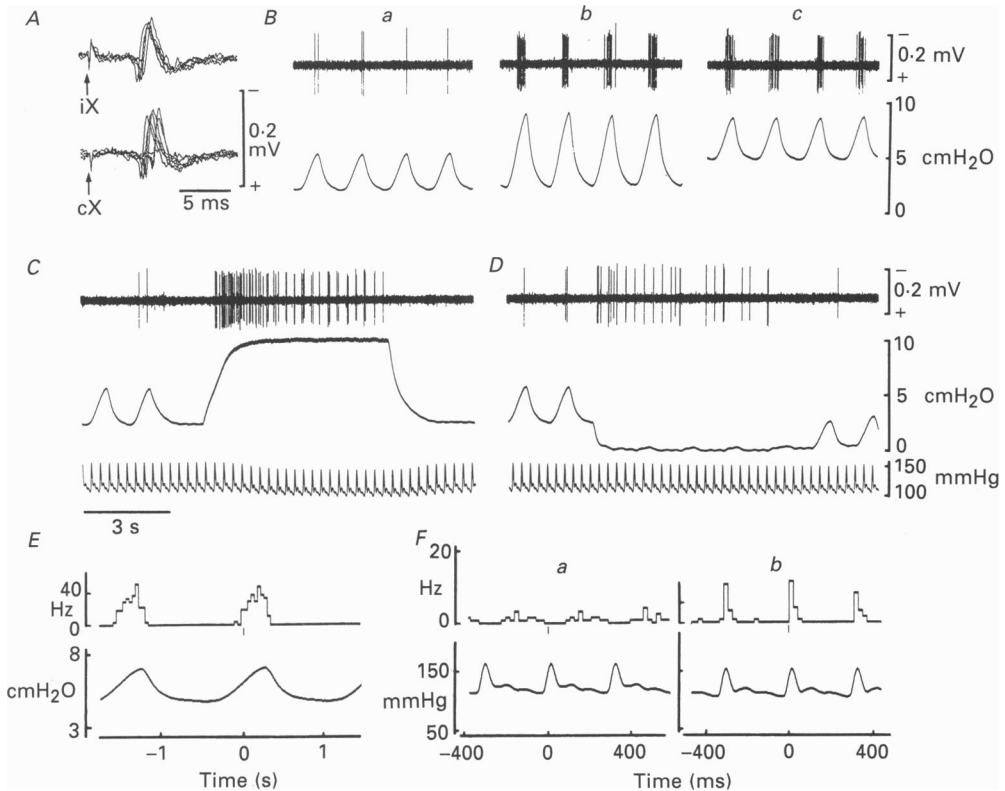 A
iX
cX
−
0·2
mV
+
5 ms
B
a
b
c
−
0·2 mV
+
10
cmH2O
5
0
C
D
−
0·2 mV
+
10
5
cmH2O
0
150
mmHg
100
3 s
E
40
Hz
0
8
cmH2O
3
−1
0
1
Time (s)
F
a
b
20
Hz
0
150
mmHg
50
−400
0
400
−400
0
400
Time (ms)